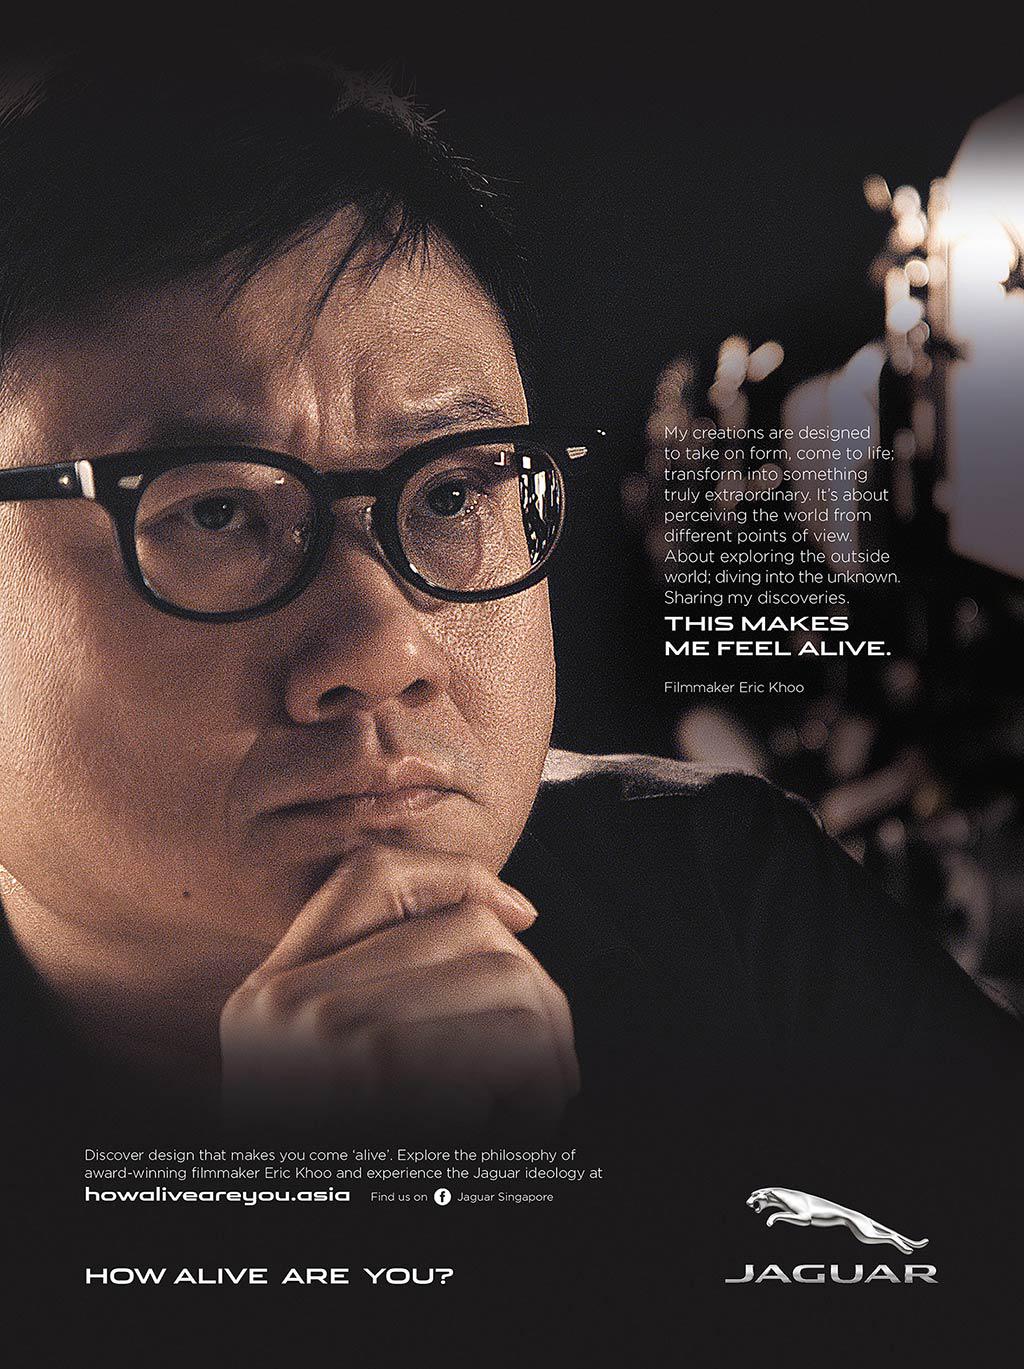 My creations are designed
to take on form, come to life;
transform into something
truly extraordinary. It's about
perceiving the world from
different points of view.
About exploring the outside
world; diving into the unknown.
Sharing my discoveries.
THIS MAKES
ME FEEL ALIVE.
Filmmaker Eric Khoo
Discover design that makes you come ‘alive’. Explore the philosophy of
award-winning filmmaker Eric Khoo and experience the Jaguar ideology at
howaliveareyou.asia Find us on f Jaguar Singapore
HOW ALIVE ARE YOU?
JAGUAR